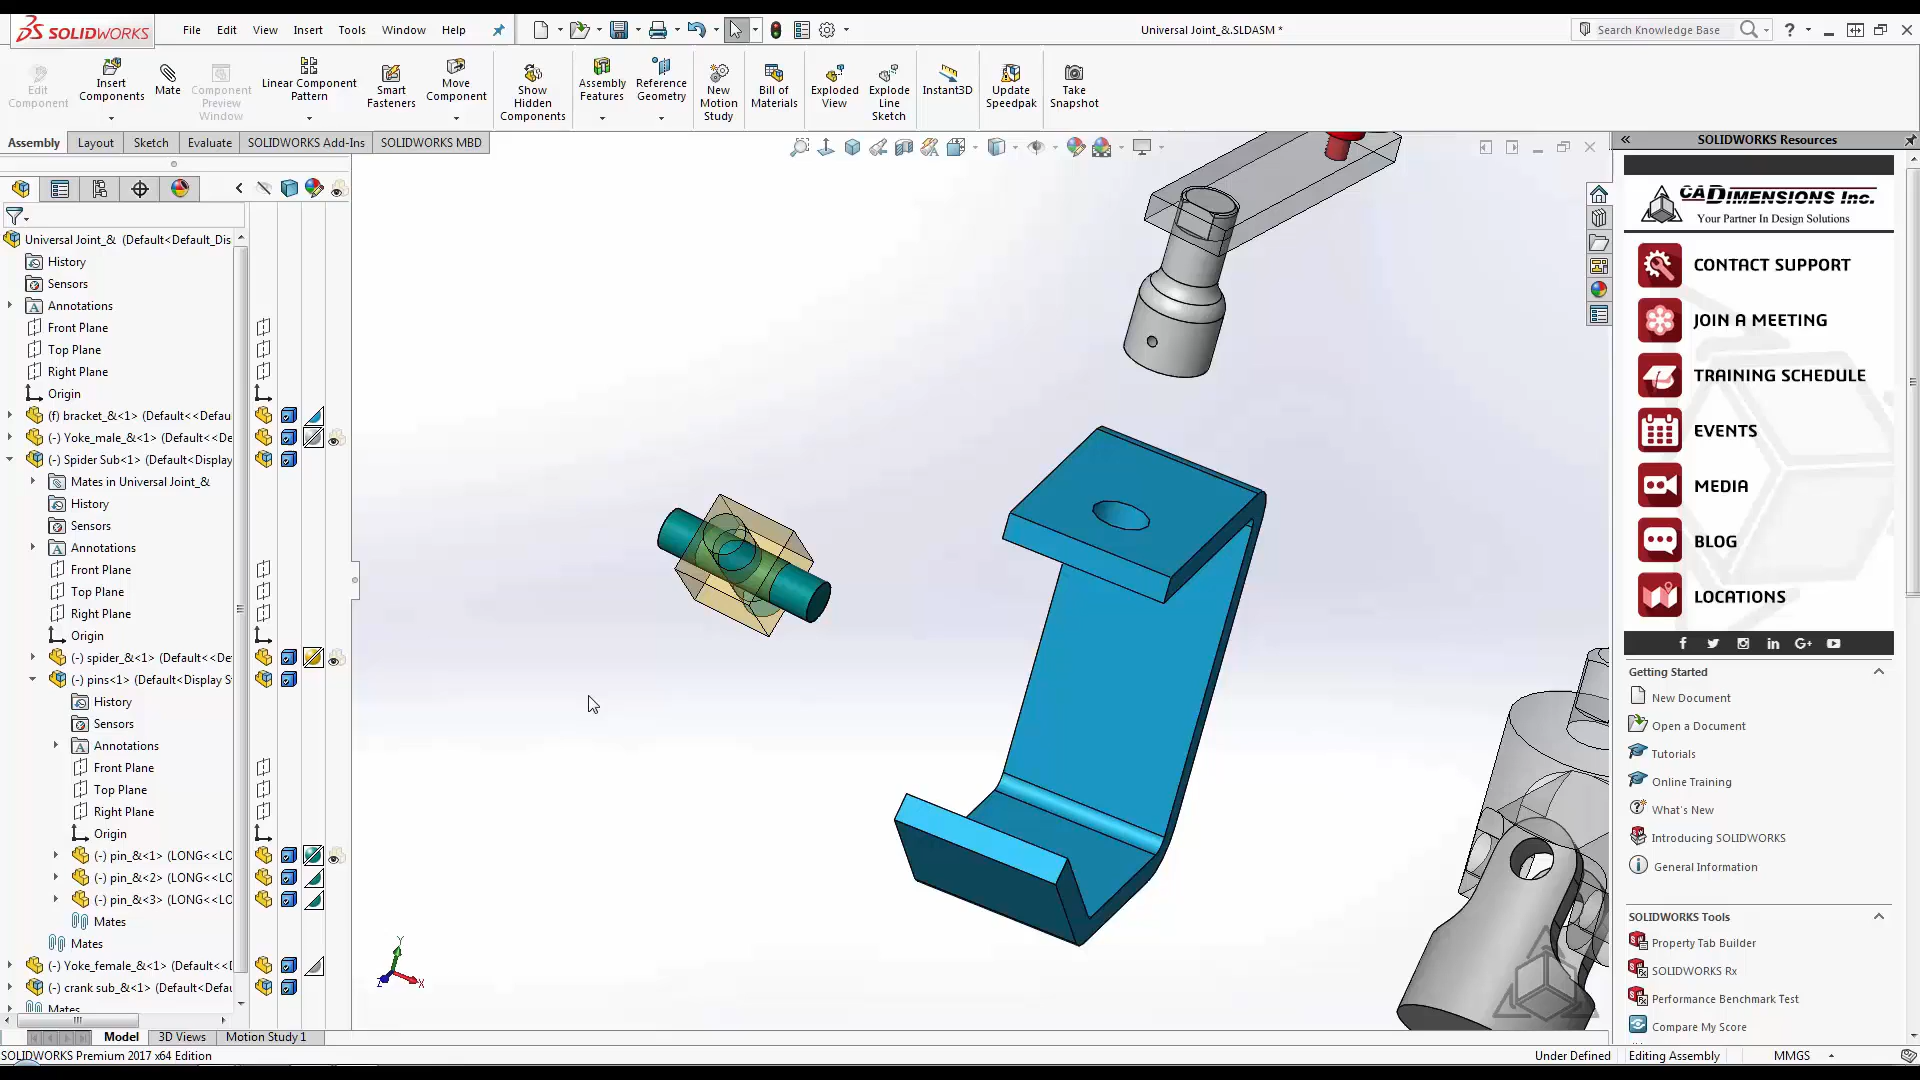 SOLIDWORKS
File
Edit
View
Insert
Tools
Window
Help
Universal Joint_&.SLDASM *
Search Knowledge Base
?
Edit
Component
Insert
Components
Mate
Component
Preview
Window
Linear Component
Pattern
Smart
Fasteners
Move
Component
Show
Hidden
Components
Assembly
Features
Reference
Geometry
New
Motion
Study
Bill of
Materials
Exploded
View
Explode
Line
Sketch
Instant3D
Update
Speedpak
Take
Snapshot
Assembly
Layout
Sketch
Evaluate
SOLIDWORKS Add-Ins
SOLIDWORKS MBD
Universal Joint_& (Default<Default_Dis
History
Sensors
Annotations
Front Plane
Top Plane
Right Plane
Origin
(f) bracket_&<1> (Default<<Defau
(-) Yoke_male_&<1> (Default<<De
(-) Spider Sub<1> (Default<Display
Mates in Universal Joint_&
History
Sensors
Annotations
Front Plane
Top Plane
Right Plane
Origin
(-) spider_&<1> (Default<<De
(-) pins<1> (Default<Display S
History
Sensors
Annotations
Front Plane
Top Plane
Right Plane
Origin
(-) pin_&<1> (LONG<<LC
(-) pin_&<2> (LONG<<LC
(-) pin_&<3> (LONG<<LC
Mates
Mates
(-) Yoke_female_&<1> (Default<<D
(-) crank sub_&<1> (Default<Defau
Mates
Y
X
Z
Model
3D Views
Motion Study 1
SOLIDWORKS Premium 2017 x64 Edition
Under Defined
Editing Assembly
MMGS
SOLIDWORKS Resources
CADIMENSIONS Inc.
Your Partner In Design Solutions
CONTACT SUPPORT
JOIN A MEETING
TRAINING SCHEDULE
EVENTS
MEDIA
BLOG
LOCATIONS
Getting Started
New Document
Open a Document
Tutorials
Online Training
What's New
Introducing SOLIDWORKS
General Information
SOLIDWORKS Tools
Property Tab Builder
SOLIDWORKS Rx
Performance Benchmark Test
Compare My Score